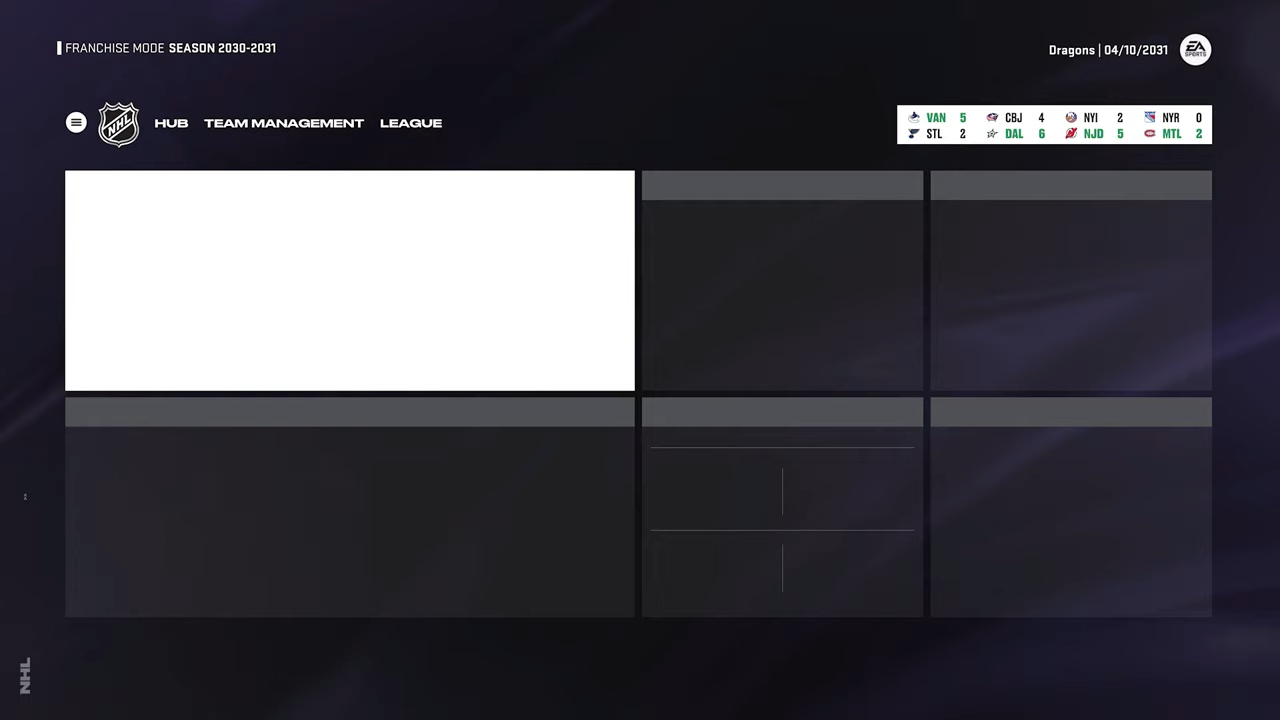 FRANCHISE MODE SEASON 2030-2031
Dragons | 04/10/2031
EA SPORTS
NHL
HUB TEAM MANAGEMENT LEAGUE
VAN 5 CBJ 4 NYI 2 NYR 0
STL 2 DAL 6 NJD 5 MTL 2
NHL